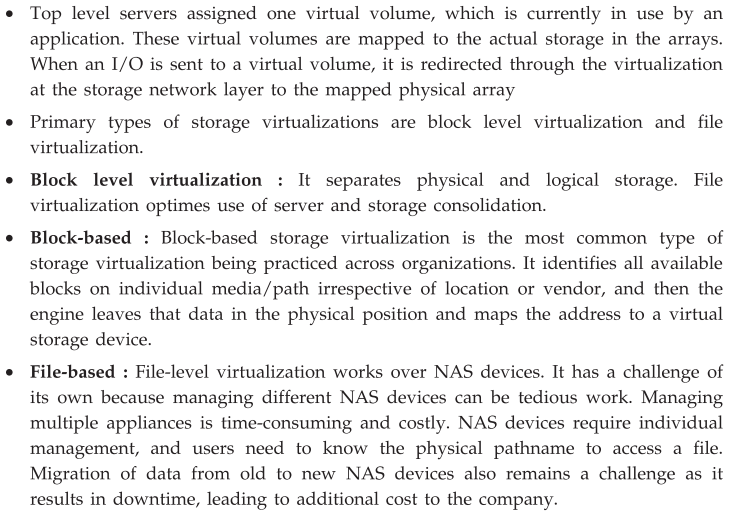 • Top level servers assigned one virtual volume, which is currently in use by an
application. These virtual volumes are mapped to the actual storage in the arrays.
When an I/O is sent to a virtual volume, it is redirected through the virtualization
at the storage network layer to the mapped physical array
• Primary types of storage virtualizations are block level virtualization and file
virtualization.
• Block level virtualization : It separates physical and logical storage. File
virtualization optimes use of server and storage consolidation.
• Block-based : Block-based storage virtualization is the most common type of
storage virtualization being practiced across organizations. It identifies all available
blocks on individual media/path irrespective of location or vendor, and then the
engine leaves that data in the physical position and maps the address to a virtual
storage device.
• File-based : File-level virtualization works over NAS devices. It has a challenge of
its own because managing different NAS devices can be tedious work. Managing
multiple appliances is time-consuming and costly. NAS devices require individual
management, and users need to know the physical pathname to access a file.
Migration of data from old to new NAS devices also remains a challenge as it
results in downtime, leading to additional cost to the company.